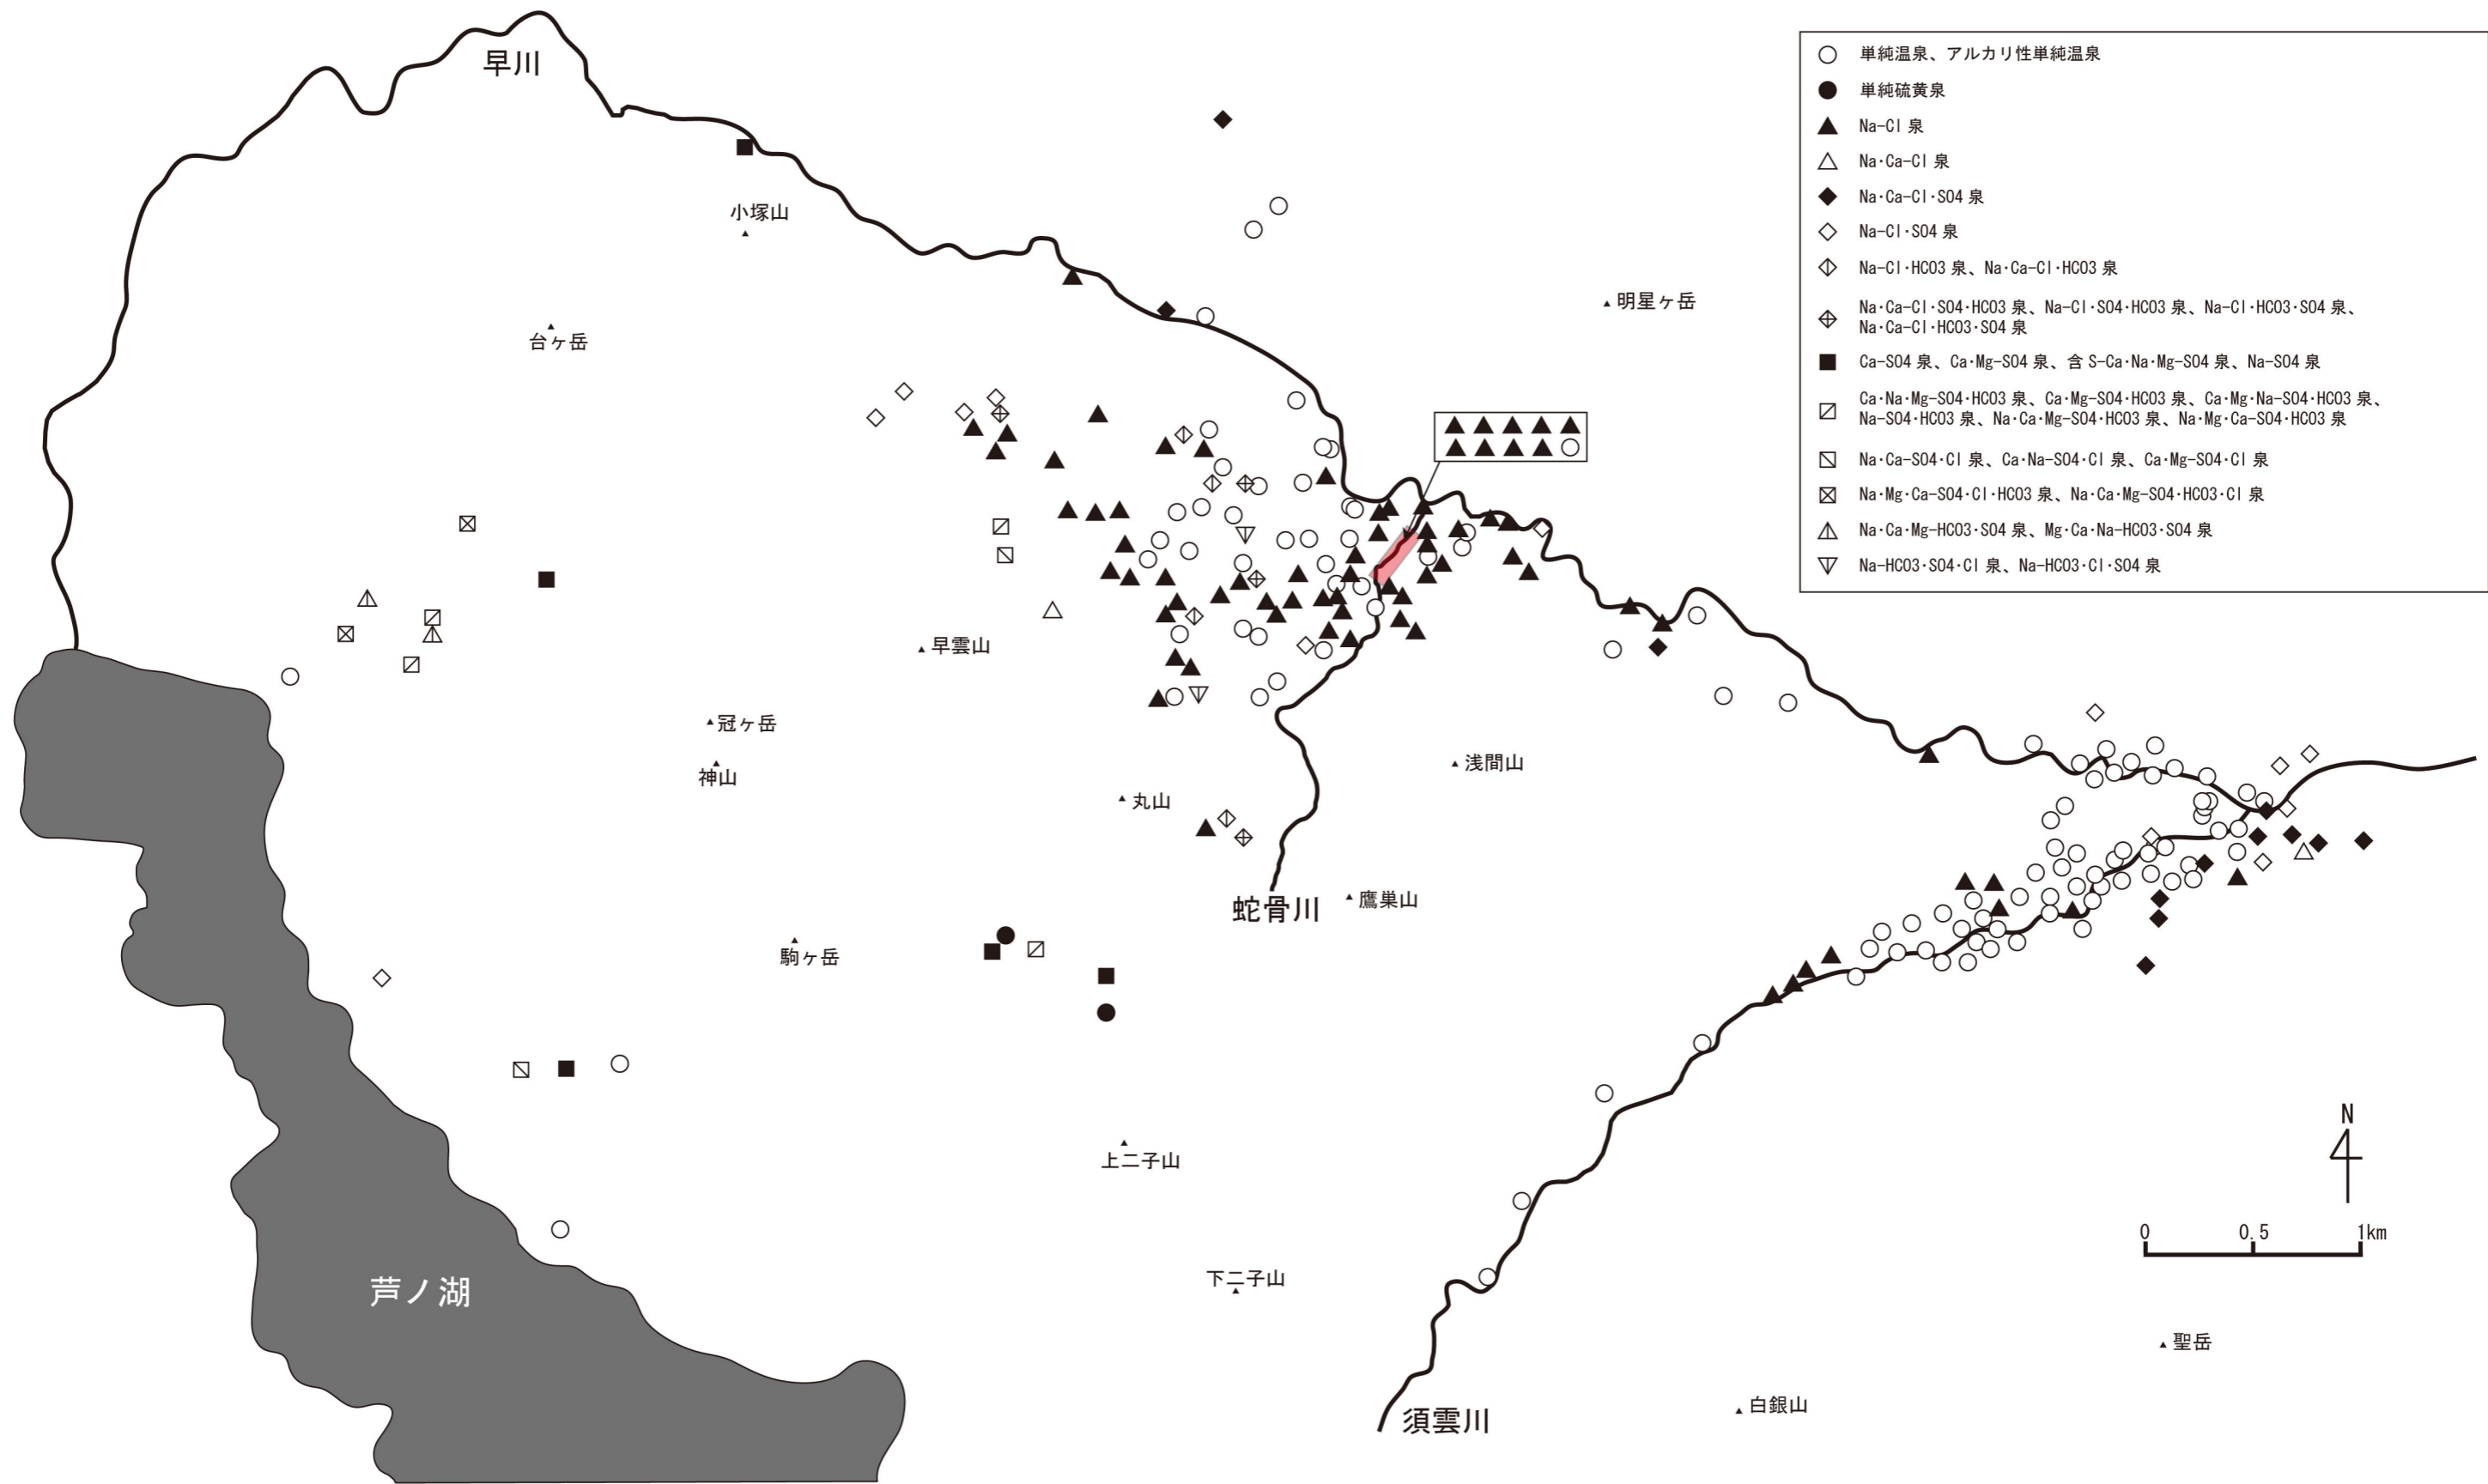 早川
小塚山
台ヶ岳
明星ヶ岳
早雲山
冠ヶ岳
神山
丸山
浅間山
蛇骨川
鷹巣山
駒ヶ岳
上二子山
下二子山
芦ノ湖
須雲川
白銀山
聖岳
単純温泉、アルカリ性単純温泉
単純硫黄泉
Na-Cl 泉
Na·Ca-Cl 泉
Na·Ca-Cl·SO4 泉
Na-Cl·SO4 泉
Na-Cl·HCO3 泉、Na·Ca-Cl·HCO3 泉
Na·Ca-Cl·SO4·HCO3 泉、Na-Cl·SO4·HCO3 泉、Na-Cl·HCO3·SO4 泉、
Na·Ca-Cl·HCO3·SO4 泉
Ca-SO4 泉、Ca·Mg-SO4 泉、含 S-Ca·Na·Mg-SO4 泉、Na-SO4 泉
Ca·Na·Mg-SO4·HCO3 泉、Ca·Mg-SO4·HCO3 泉、Ca·Mg·Na-SO4·HCO3 泉、
Na-SO4·HCO3 泉、Na·Ca·Mg-SO4·HCO3 泉、Na·Mg·Ca-SO4·HCO3 泉
Na·Ca-SO4·Cl 泉、Ca·Na-SO4·Cl 泉、Ca·Mg-SO4·Cl 泉
Na·Mg·Ca-SO4·Cl·HCO3 泉、Na·Ca·Mg-SO4·HCO3·Cl 泉
Na·Ca·Mg-HCO3·SO4 泉、Mg·Ca·Na-HCO3·SO4 泉
Na-HCO3·SO4·Cl 泉、Na-HCO3·Cl·SO4 泉
N
0 0.5 1km